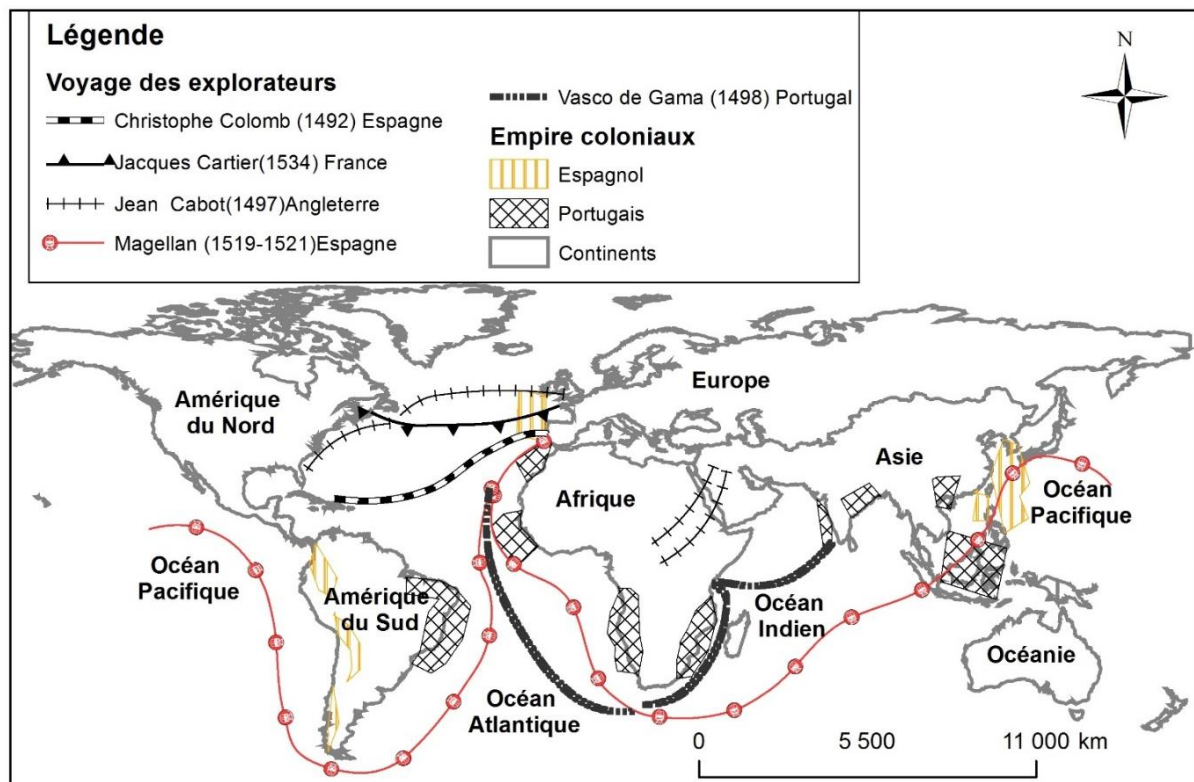 Légende
Voyage des explorateurs
Christophe Colomb (1492) Espagne
Jacques Cartier(1534) France
Jean Cabot(1497)Angleterre
Magellan (1519-1521)Espagne
Vasco de Gama (1498) Portugal
Empire coloniaux
Espagnol
Portugais
Continents
N
Amérique
du Nord
Europe
Asie
Afrique
Océan
Pacifique
Océan
Pacifique
Amérique
du Sud
Océan
Indien
Océanie
Océan
Atlantique
0 5 500 11 000 km